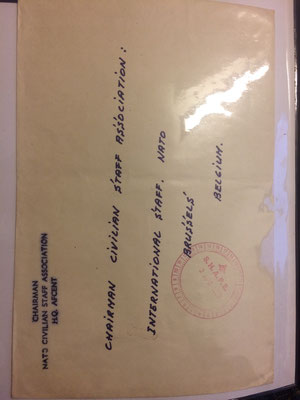 CHAIRMAN
NATO CIVILIAN STAFF ASSOCIATION
H.Q. AFCENT
CHAIRMAN CIVILIAN STAFF ASSOCIATION:
INTERNATIONAL STAFF. NATO
BRUSSELS
BELGIUM.
S.H.A.P.E.